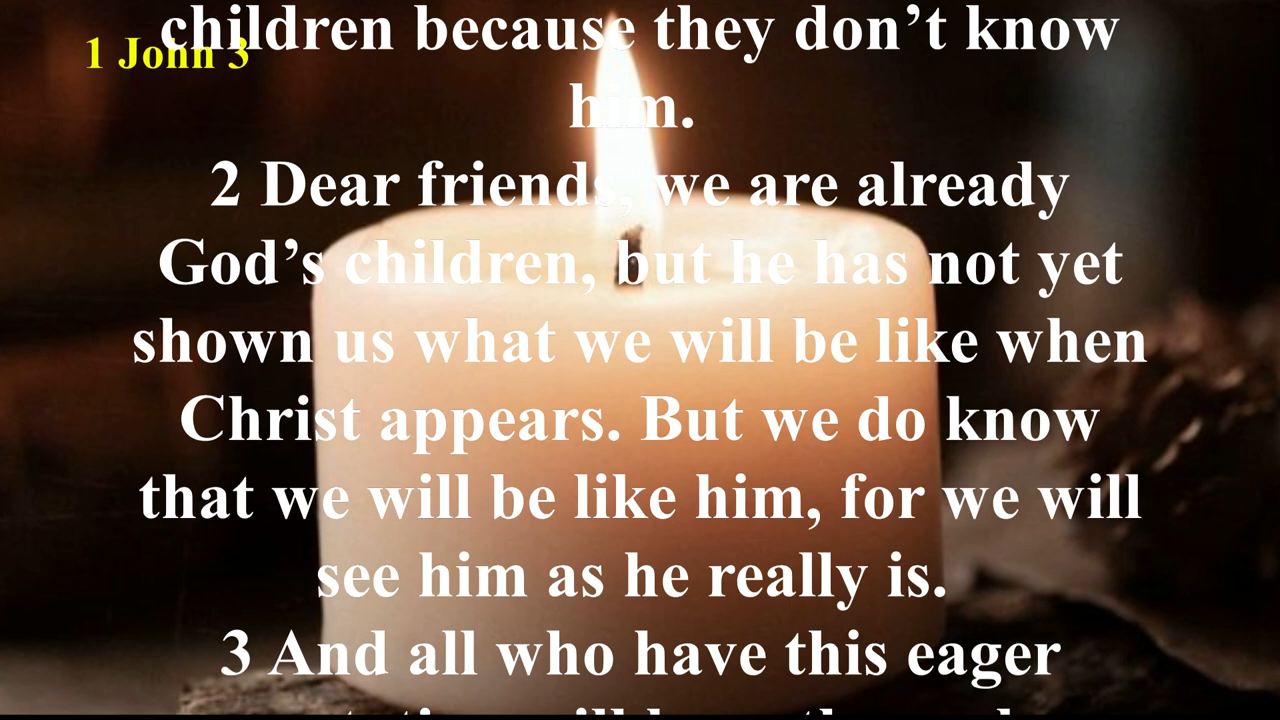 children because they don’t know
1 John 3
him.
2 Dear friends, we are already
God’s children, but he has not yet
shown us what we will be like when
Christ appears. But we do know
that we will be like him, for we will
see him as he really is.
3 And all who have this eager